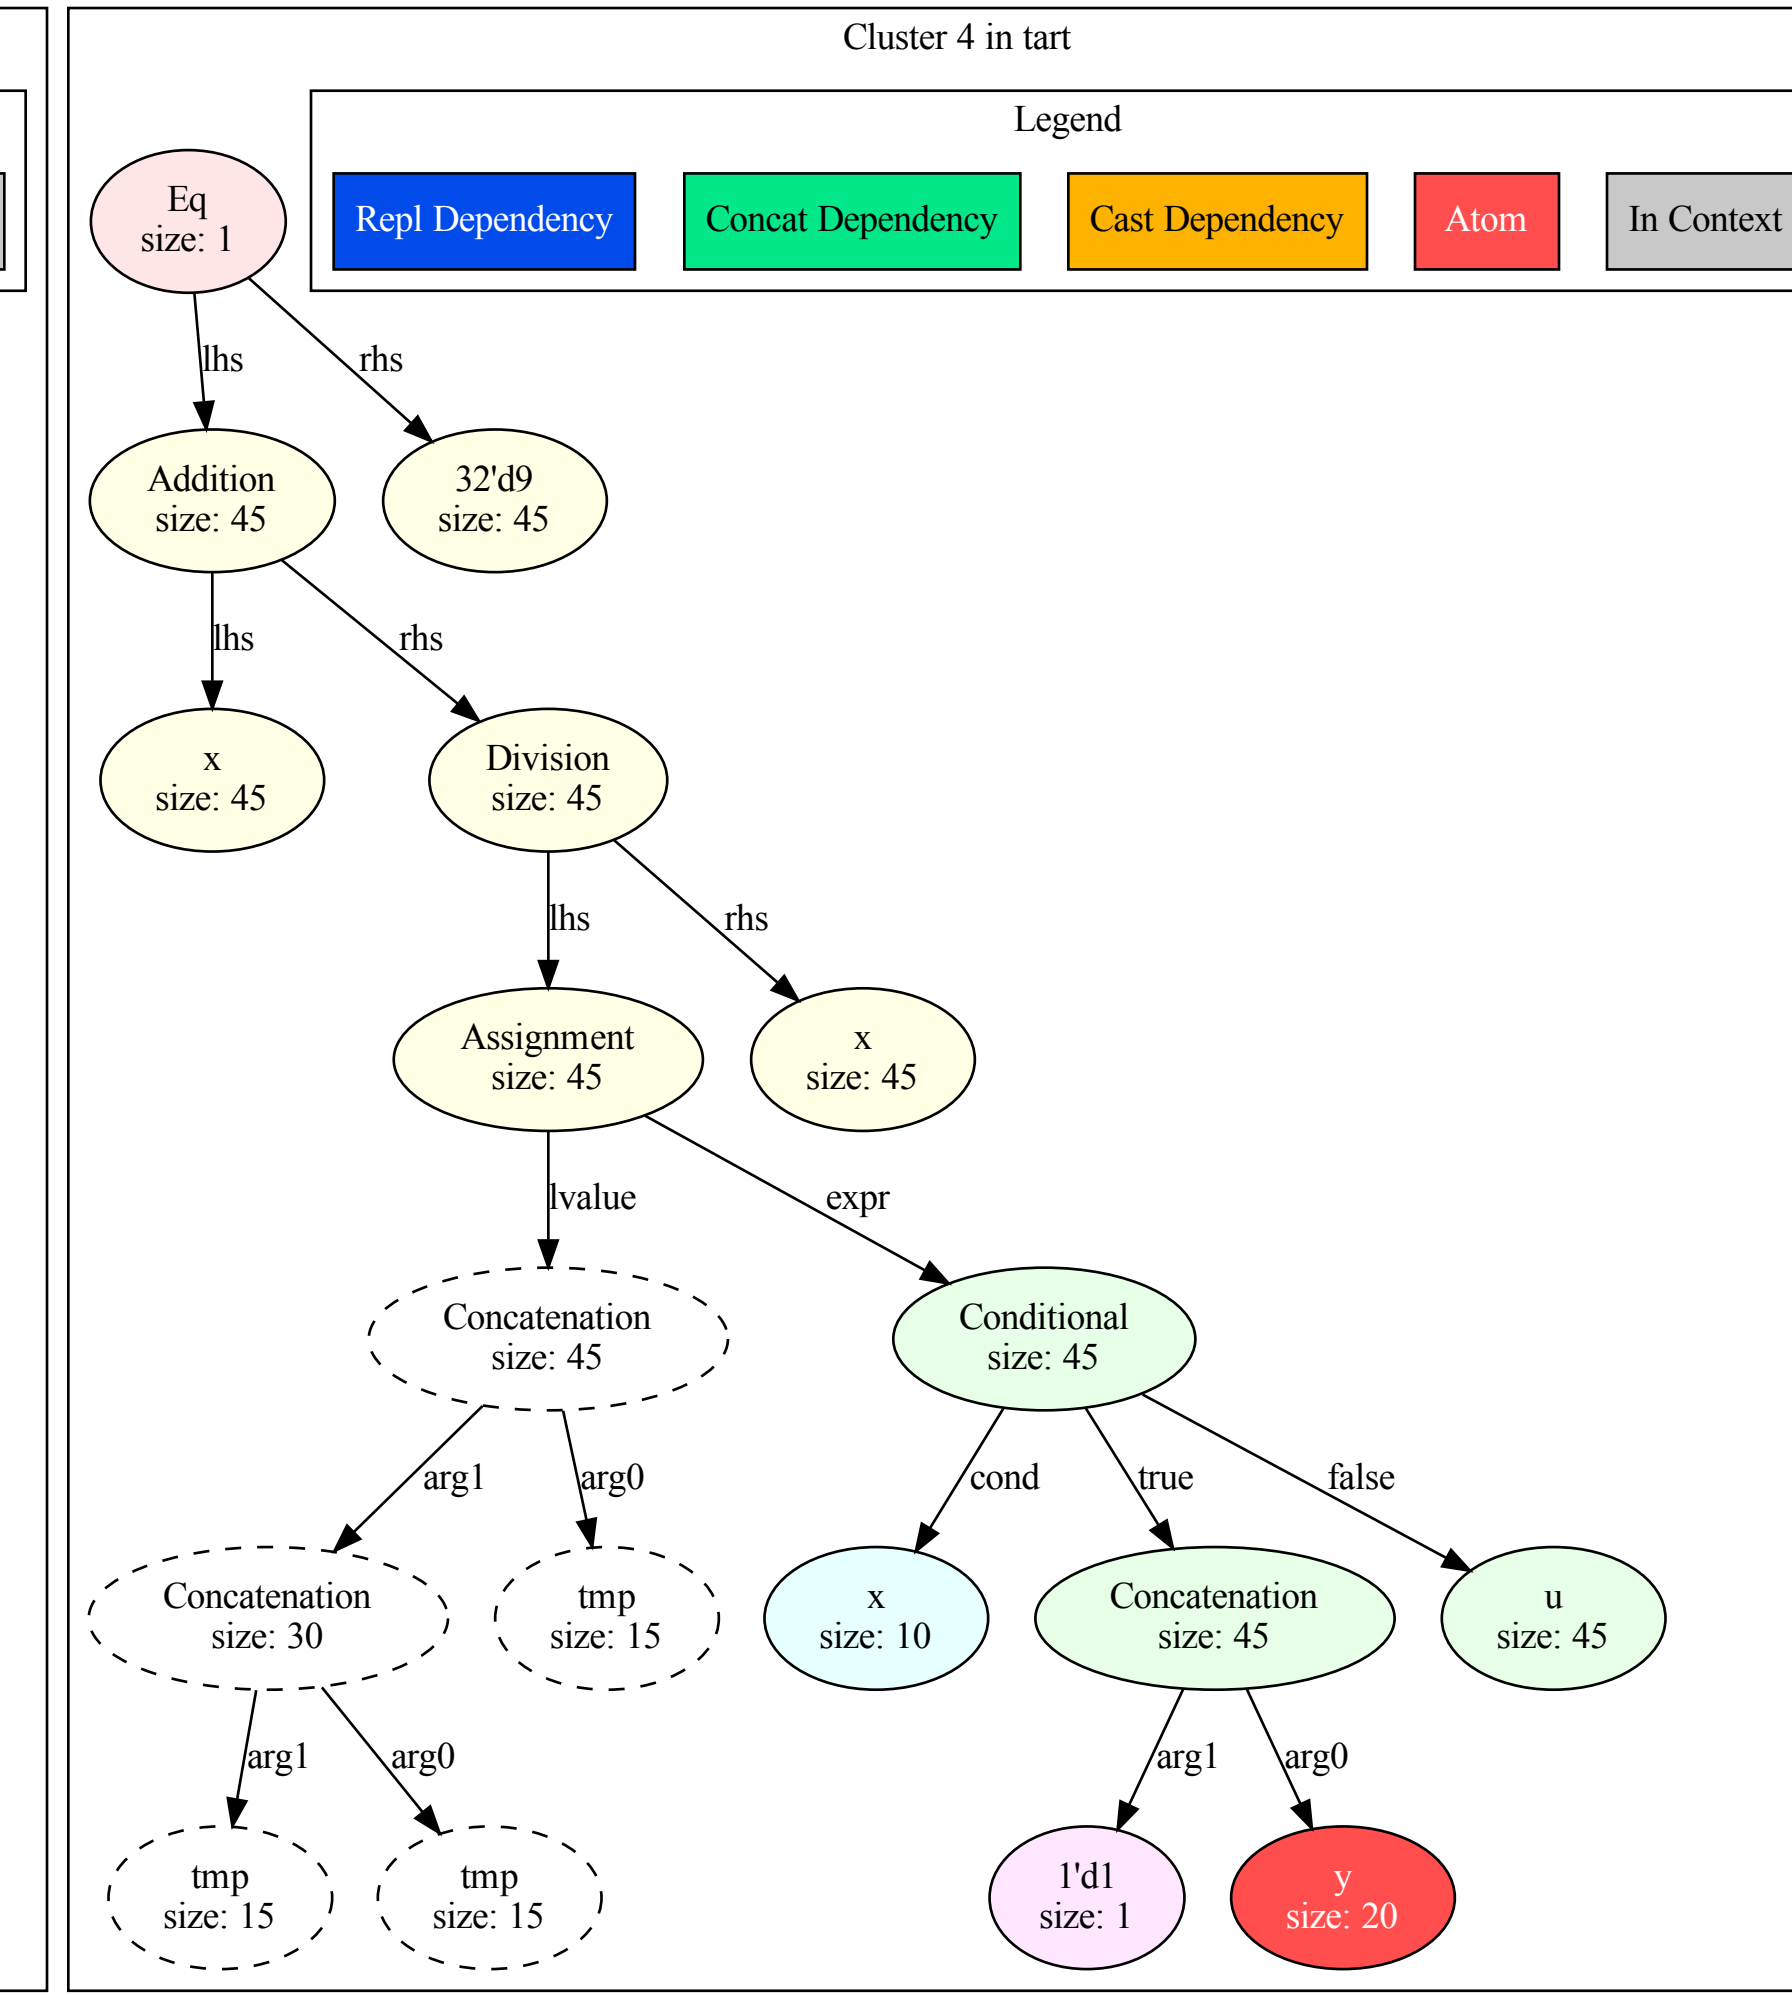 Cluster 4 in tart
Legend
Repl Dependency
Concat Dependency
Cast Dependency
Atom
In Context
Eq
size: 1
lhs
rhs
Addition
size: 45
32'd9
size: 45
lhs
rhs
x
size: 45
Division
size: 45
lhs
rhs
Assignment
size: 45
x
size: 45
lvalue
expr
Concatenation
size: 45
Conditional
size: 45
arg1
arg0
cond
true
false
Concatenation
size: 30
tmp
size: 15
x
size: 10
Concatenation
size: 45
u
size: 45
arg1
arg0
arg1
arg0
tmp
size: 15
tmp
size: 15
1'd1
size: 1
y
size: 20